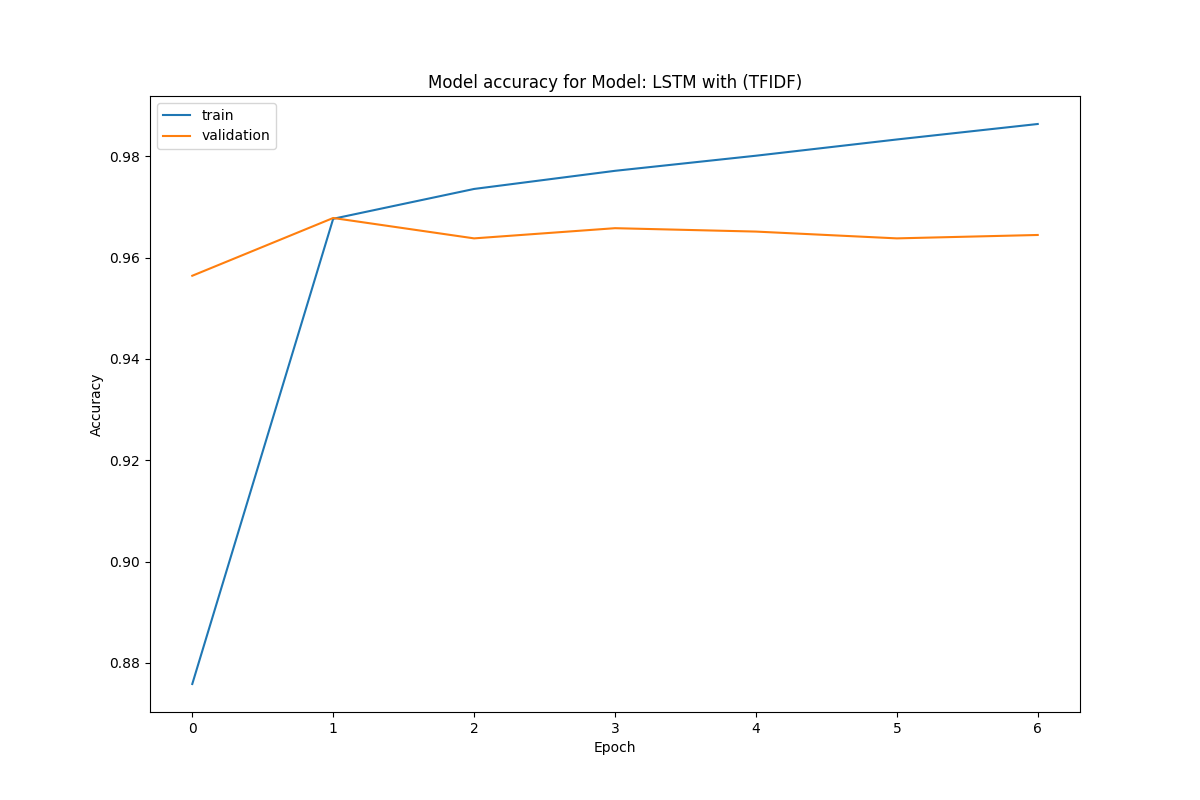 Model accuracy for Model: LSTM with (TFIDF)
train
validation
0.98
0.96
0.94
0.92
0.90
0.88
Accuracy
0 1 2 3 4 5 6
Epoch